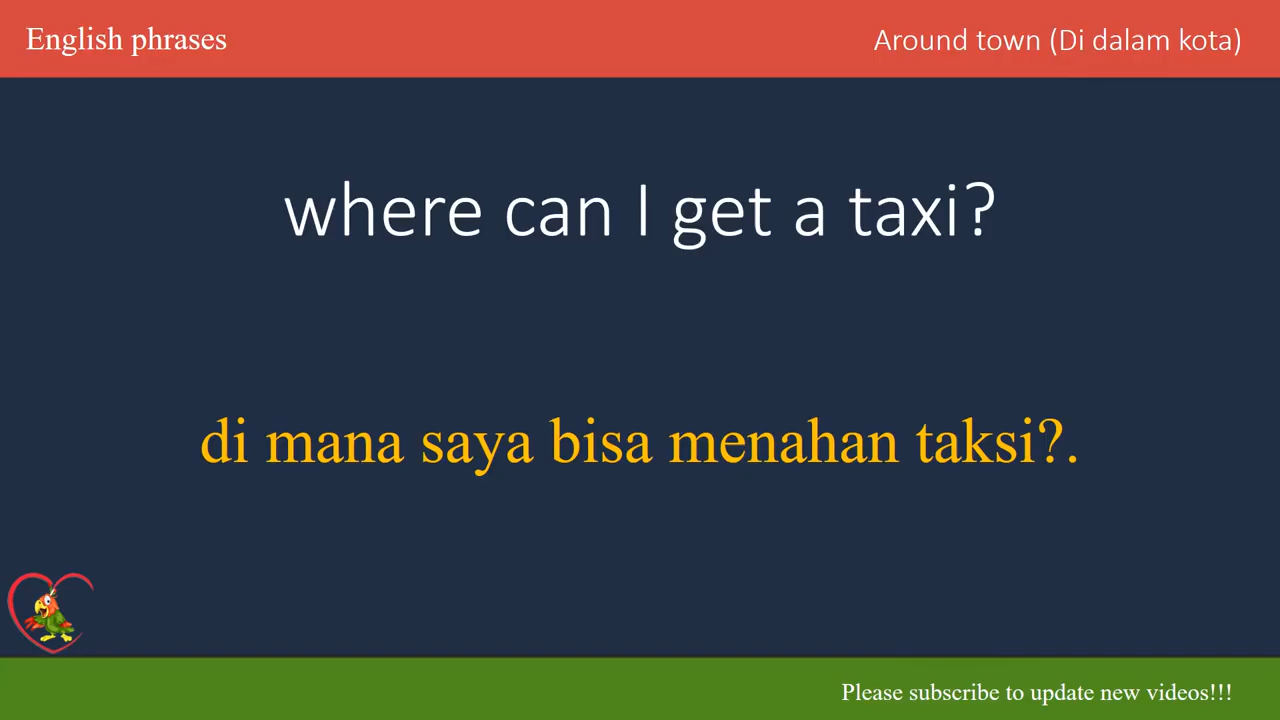 English phrases
Around town (Di dalam kota)
where can I get a taxi?
di mana saya bisa menahan taksi?.
Please subscribe to update new videos!!!